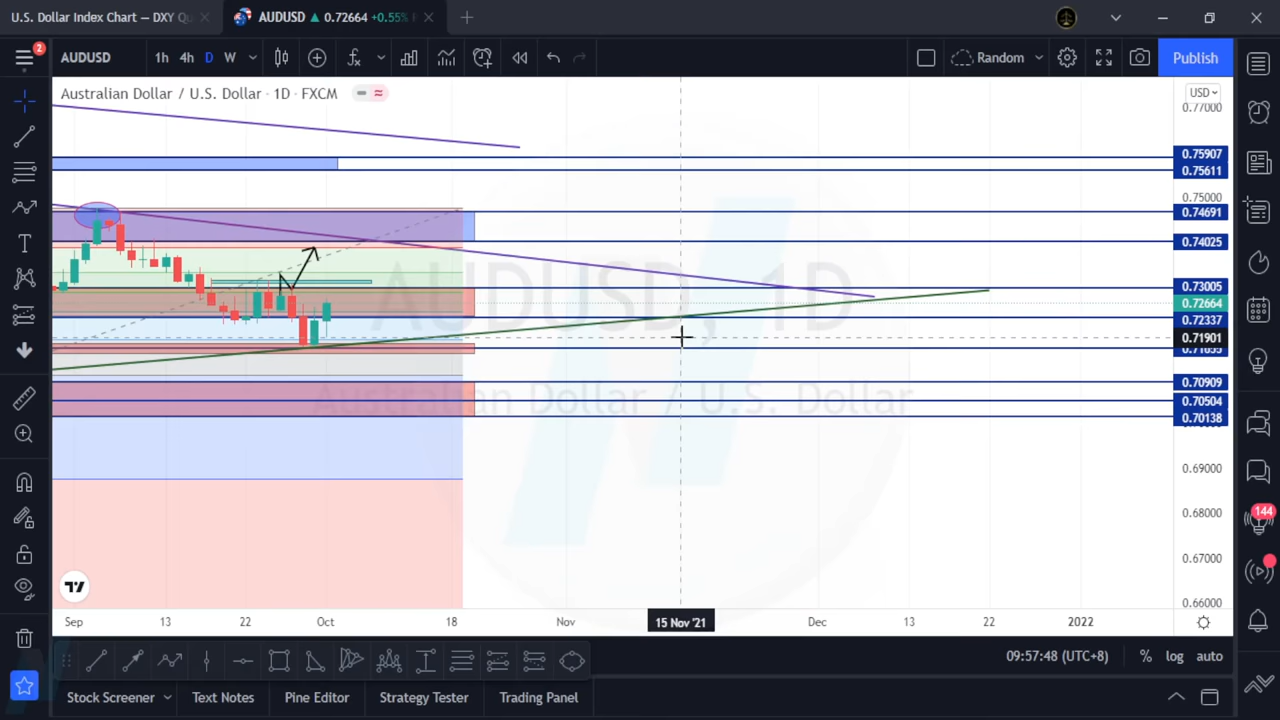 U.S. Dollar Index Chart — DXY Qu
AUDUSD ▲ 0.72664 +0.55%
2
AUDUSD 1h 4h D W Random Publish
Australian Dollar / U.S. Dollar · 1D · FXCM
USD
0.77000
0.75907
0.75611
0.75000
0.74691
0.74025
AUDUSD, 1D
0.73005
0.72664
0.72337
0.71901
0.71655
0.70909
Australian Dollar / U.S. Dollar
0.70504
0.70138
0.69000
0.68000
144
0.67000
0.66000
Sep 13 22 Oct 18 Nov 15 Nov '21 Dec 13 22 2022
09:57:48 (UTC+8) % log auto
Stock Screener Text Notes Pine Editor Strategy Tester Trading Panel